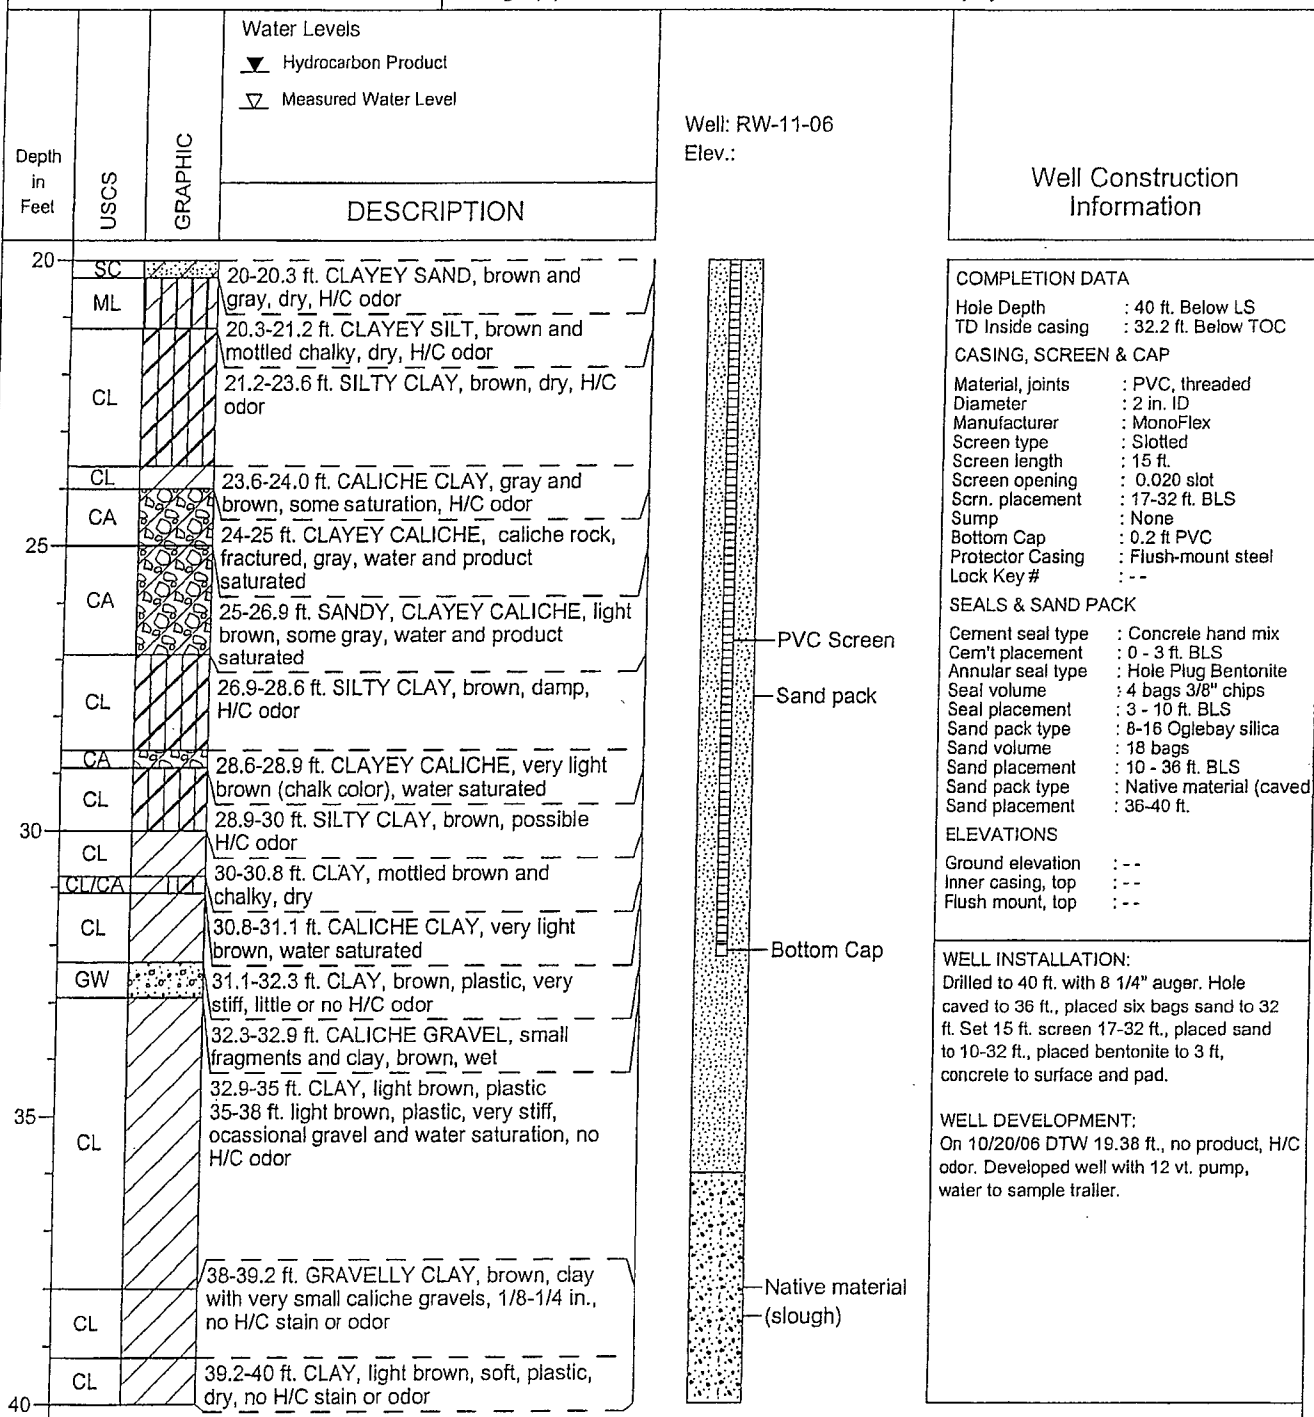 Water Levels
Hydrocarbon Product
Measured Water Level
Well: RW-11-06
Elev.:
Depth
in
Feet
USCS
GRAPHIC
DESCRIPTION
Well Construction
Information
20
SC
20-20.3 ft. CLAYEY SAND, brown and
gray, dry, H/C odor
ML
20.3-21.2 ft. CLAYEY SILT, brown and
mottled chalky, dry, H/C odor
CL
21.2-23.6 ft. SILTY CLAY, brown, dry, H/C
odor
CL
23.6-24.0 ft. CALICHE CLAY, gray and
brown, some saturation, H/C odor
CA
24-25 ft. CLAYEY CALICHE, caliche rock,
fractured, gray, water and product
saturated
25
CA
25-26.9 ft. SANDY, CLAYEY CALICHE, light
brown, some gray, water and product
saturated
CL
26.9-28.6 ft. SILTY CLAY, brown, damp,
H/C odor
CA
28.6-28.9 ft. CLAYEY CALICHE, very light
brown (chalk color), water saturated
CL
28.9-30 ft. SILTY CLAY, brown, possible
H/C odor
30
CL
30-30.8 ft. CLAY, mottled brown and
chalky, dry
CL/CA
30.8-31.1 ft. CALICHE CLAY, very light
brown, water saturated
CL
31.1-32.3 ft. CLAY, brown, plastic, very
stiff, little or no H/C odor
GW
32.3-32.9 ft. CALICHE GRAVEL, small
fragments and clay, brown, wet
32.9-35 ft. CLAY, light brown, plastic
35
35-38 ft. light brown, plastic, very stiff,
ocassional gravel and water saturation, no
H/C odor
CL
38-39.2 ft. GRAVELLY CLAY, brown, clay
with very small caliche gravels, 1/8-1/4 in.,
no H/C stain or odor
CL
39.2-40 ft. CLAY, light brown, soft, plastic,
dry, no H/C stain or odor
CL
40
PVC Screen
Sand pack
Bottom Cap
Native material
(slough)
COMPLETION DATA
Hole Depth : 40 ft. Below LS
TD Inside casing : 32.2 ft. Below TOC
CASING, SCREEN & CAP
Material, joints : PVC, threaded
Diameter : 2 in. ID
Manufacturer : MonoFlex
Screen type : Slotted
Screen length : 15 ft.
Screen opening : 0.020 slot
Scrn. placement : 17-32 ft. BLS
Sump : None
Bottom Cap : 0.2 ft PVC
Protector Casing : Flush-mount steel
Lock Key # : --
SEALS & SAND PACK
Cement seal type : Concrete hand mix
Cem't placement : 0 - 3 ft. BLS
Annular seal type : Hole Plug Bentonite
Seal volume : 4 bags 3/8" chips
Seal placement : 3 - 10 ft. BLS
Sand pack type : 8-16 Oglebay silica
Sand volume : 18 bags
Sand placement : 10 - 36 ft. BLS
Sand pack type : Native material (caved
Sand placement : 36-40 ft.
ELEVATIONS
Ground elevation : --
Inner casing, top : --
Flush mount, top : --
WELL INSTALLATION:
Drilled to 40 ft. with 8 1/4" auger. Hole
caved to 36 ft., placed six bags sand to 32
ft. Set 15 ft. screen 17-32 ft., placed sand
to 10-32 ft., placed bentonite to 3 ft,
concrete to surface and pad.
WELL DEVELOPMENT:
On 10/20/06 DTW 19.38 ft., no product, H/C
odor. Developed well with 12 vt. pump,
water to sample trailer.